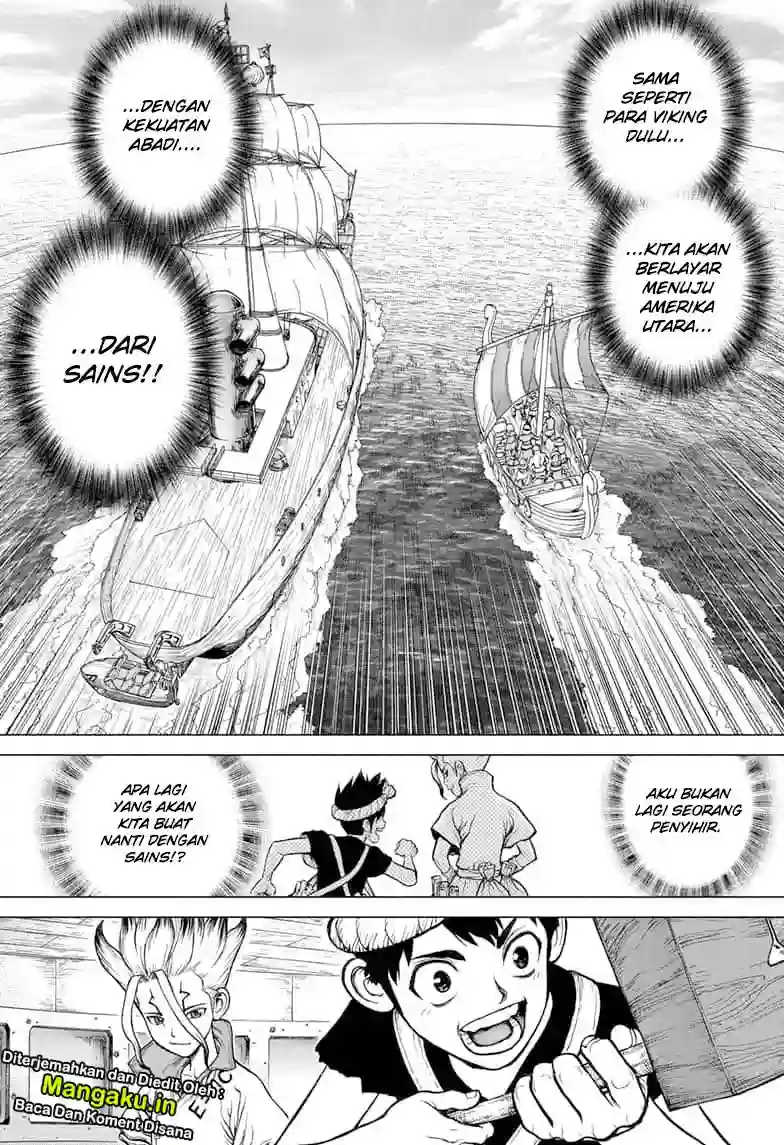 SAMA
SEPERTI
PARA VIKING
DULU...
...KITA AKAN
BERLAYAR
MENUJU
AMERIKA
UTARA...
...DENGAN
KEKUATAN
ABADI....
...DARI
SAINS!!
AKU BUKAN
LAGI SEORANG
PENYIHIR.
APA LAGI
YANG AKAN
KITA BUAT
NANTI DENGAN
SAINS!?
Diterjemahkan dan Diedit Oleh :
Mangaku.in
Baca Dan Koment Disana